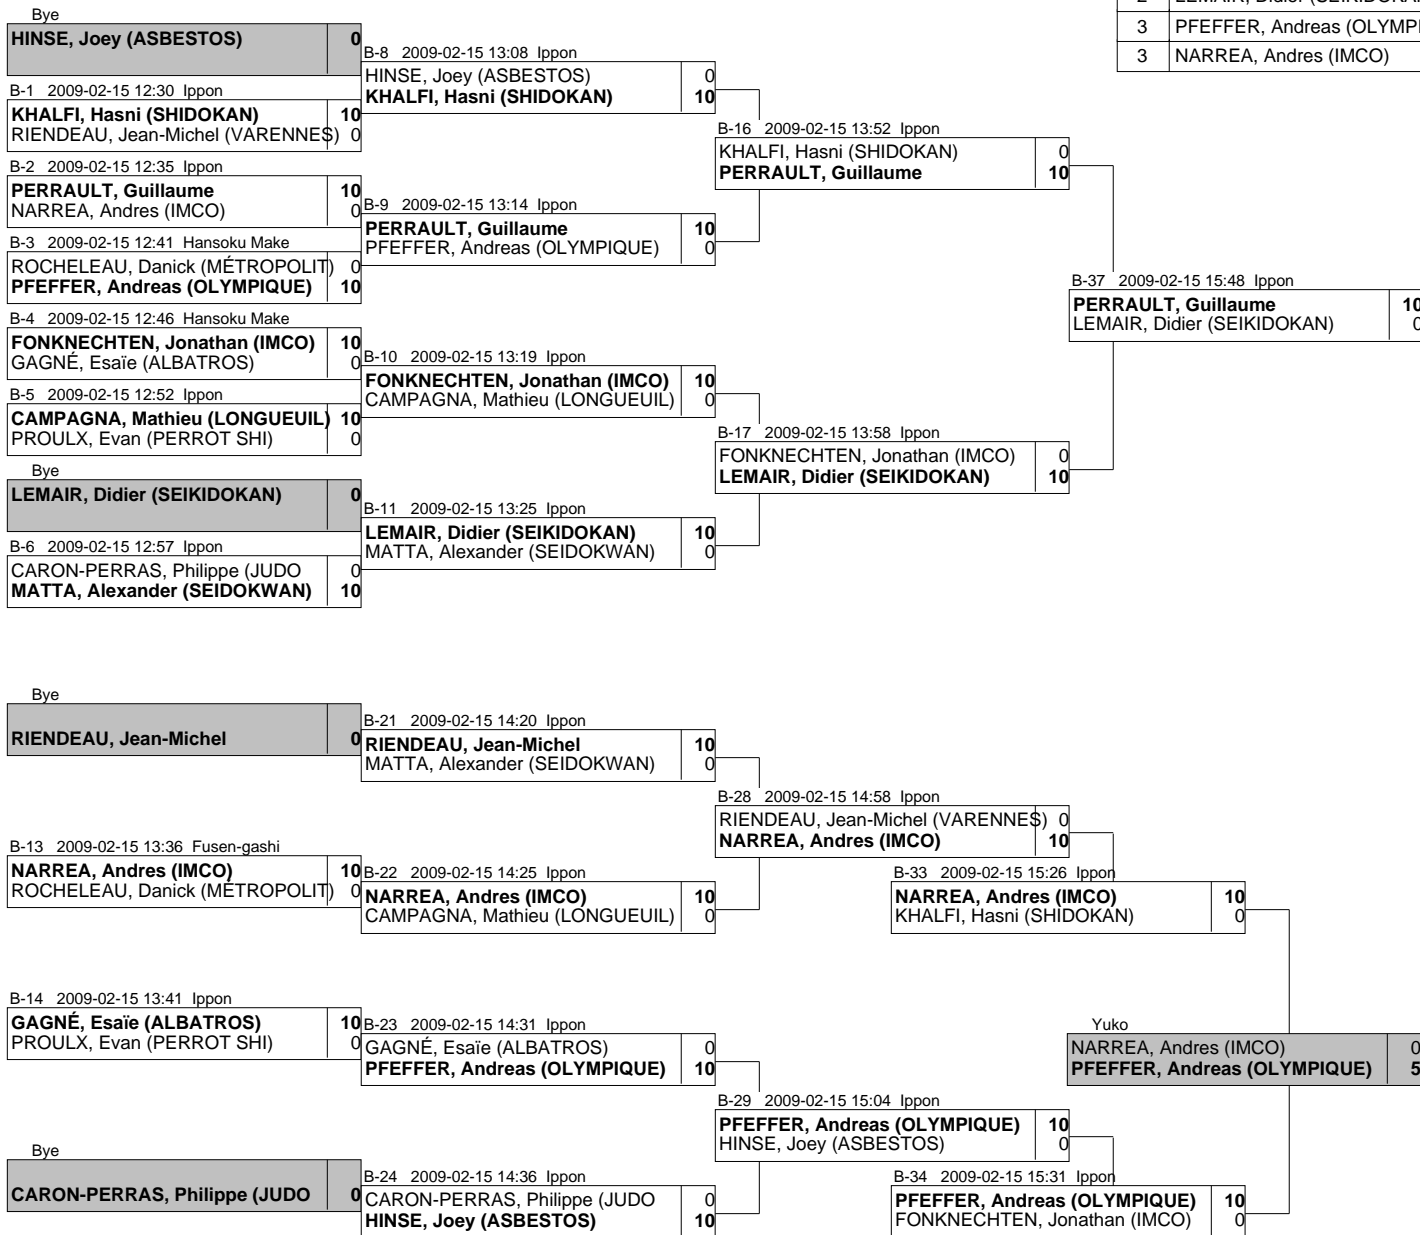 2 LEMAIR, Didier (SEIKIDOKAN
3 PFEFFER, Andreas (OLYMPI
3 NARREA, Andres (IMCO)
Bye
HINSE, Joey (ASBESTOS) 0
B-1 2009-02-15 12:30 Ippon
KHALFI, Hasni (SHIDOKAN) 10
RIENDEAU, Jean-Michel (VARENNES) 0
B-2 2009-02-15 12:35 Ippon
PERRAULT, Guillaume 10
NARREA, Andres (IMCO) 0
B-3 2009-02-15 12:41 Hansoku Make
ROCHELEAU, Danick (MÉTROPOLIT) 0
PFEFFER, Andreas (OLYMPIQUE) 10
B-4 2009-02-15 12:46 Hansoku Make
FONKNECHTEN, Jonathan (IMCO) 10
GAGNÉ, Esaïe (ALBATROS) 0
B-5 2009-02-15 12:52 Ippon
CAMPAGNA, Mathieu (LONGUEUIL) 10
PROULX, Evan (PERROT SHI) 0
Bye
LEMAIR, Didier (SEIKIDOKAN) 0
B-6 2009-02-15 12:57 Ippon
CARON-PERRAS, Philippe (JUDO 0
MATTA, Alexander (SEIDOKWAN) 10
B-8 2009-02-15 13:08 Ippon
HINSE, Joey (ASBESTOS) 0
KHALFI, Hasni (SHIDOKAN) 10
B-9 2009-02-15 13:14 Ippon
PERRAULT, Guillaume 10
PFEFFER, Andreas (OLYMPIQUE) 0
B-10 2009-02-15 13:19 Ippon
FONKNECHTEN, Jonathan (IMCO) 10
CAMPAGNA, Mathieu (LONGUEUIL) 0
B-11 2009-02-15 13:25 Ippon
LEMAIR, Didier (SEIKIDOKAN) 10
MATTA, Alexander (SEIDOKWAN) 0
B-16 2009-02-15 13:52 Ippon
KHALFI, Hasni (SHIDOKAN) 0
PERRAULT, Guillaume 10
B-17 2009-02-15 13:58 Ippon
FONKNECHTEN, Jonathan (IMCO) 0
LEMAIR, Didier (SEIKIDOKAN) 10
B-37 2009-02-15 15:48 Ippon
PERRAULT, Guillaume 10
LEMAIR, Didier (SEIKIDOKAN) 0
Bye
RIENDEAU, Jean-Michel 0
B-13 2009-02-15 13:36 Fusen-gashi
NARREA, Andres (IMCO) 10
ROCHELEAU, Danick (MÉTROPOLIT) 0
B-14 2009-02-15 13:41 Ippon
GAGNÉ, Esaïe (ALBATROS) 10
PROULX, Evan (PERROT SHI) 0
Bye
CARON-PERRAS, Philippe (JUDO 0
B-21 2009-02-15 14:20 Ippon
RIENDEAU, Jean-Michel 10
MATTA, Alexander (SEIDOKWAN) 0
B-22 2009-02-15 14:25 Ippon
NARREA, Andres (IMCO) 10
CAMPAGNA, Mathieu (LONGUEUIL) 0
B-23 2009-02-15 14:31 Ippon
GAGNÉ, Esaïe (ALBATROS) 0
PFEFFER, Andreas (OLYMPIQUE) 10
B-24 2009-02-15 14:36 Ippon
CARON-PERRAS, Philippe (JUDO 0
HINSE, Joey (ASBESTOS) 10
B-28 2009-02-15 14:58 Ippon
RIENDEAU, Jean-Michel (VARENNES) 0
NARREA, Andres (IMCO) 10
B-29 2009-02-15 15:04 Ippon
PFEFFER, Andreas (OLYMPIQUE) 10
HINSE, Joey (ASBESTOS) 0
B-33 2009-02-15 15:26 Ippon
NARREA, Andres (IMCO) 10
KHALFI, Hasni (SHIDOKAN) 0
B-34 2009-02-15 15:31 Ippon
PFEFFER, Andreas (OLYMPIQUE) 10
FONKNECHTEN, Jonathan (IMCO) 0
Yuko
NARREA, Andres (IMCO) 0
PFEFFER, Andreas (OLYMPIQUE) 5